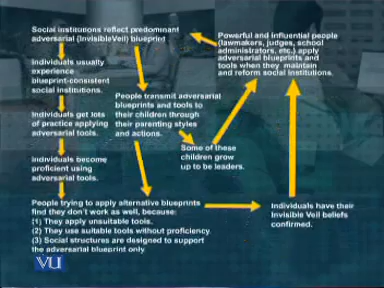 Social institutions reflect predominant
adversarial (InvisibleVeil) blueprint
Individuals usually
experience
blueprint-consistent
social institutions.
Individuals get lots
of practice applying
adversarial tools.
Individuals become
proficient using
adversarial tools.
People trying to apply alternative blueprints
find they don't work as well, because:
(1) They apply unsuitable tools.
(2) They use suitable tools without proficiency.
(3) Social structures are designed to support
the adversarial blueprint only
People transmit adversarial
blueprints and tools to
their children through
their parenting styles
and actions.
Some of these
children grow
up to be leaders.
Powerful and influential people
(lawmakers, judges, school
administrators, etc.) apply
adversarial blueprints and
tools when they maintain
and reform social institutions.
Individuals have their
Invisible Veil beliefs
confirmed.
VU